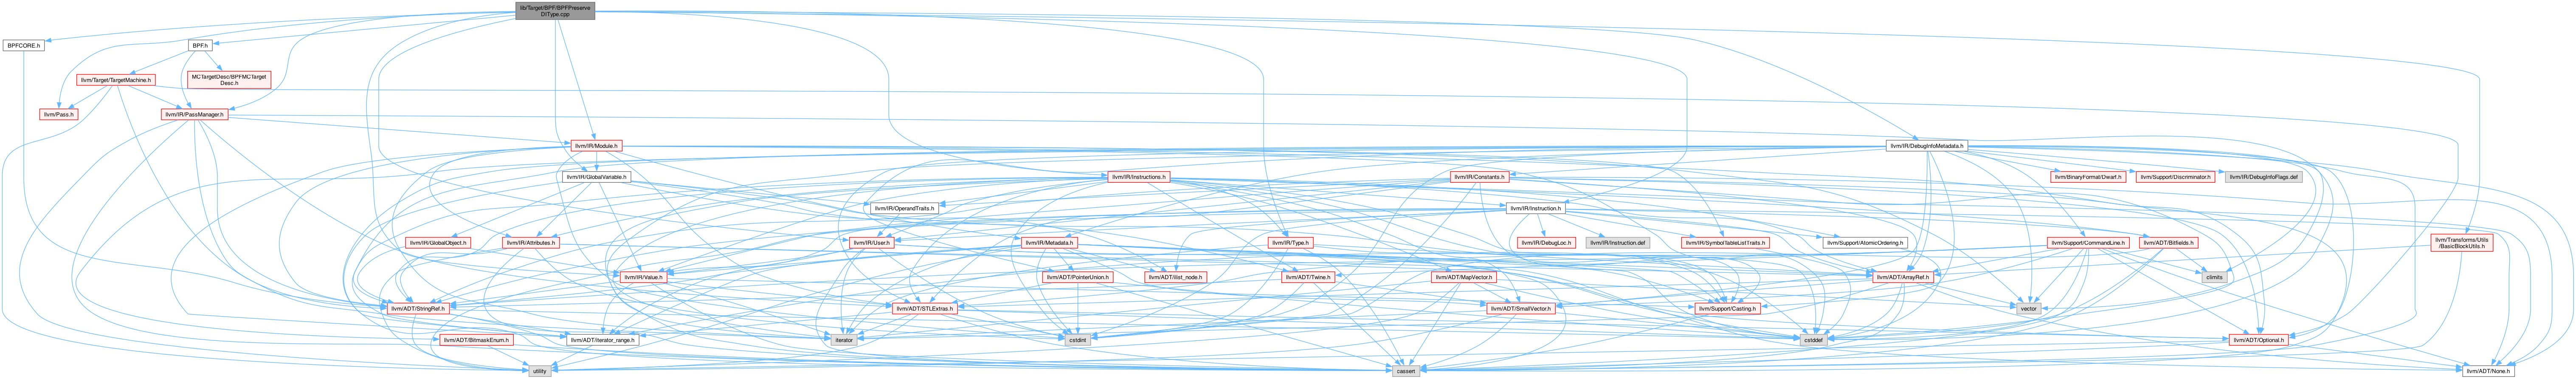 lib/Target/BPF/BPFPreserve
DIType.cpp
BPFCORE.h
BPF.h
llvm/Target/TargetMachine.h
MCTargetDesc/BPFMCTarget
Desc.h
llvm/Pass.h
llvm/IR/PassManager.h
llvm/IR/Module.h
llvm/IR/DebugInfoMetadata.h
llvm/IR/GlobalVariable.h
llvm/IR/Instructions.h
llvm/IR/Constants.h
llvm/BinaryFormat/Dwarf.h
llvm/Support/Discriminator.h
llvm/IR/DebugInfoFlags.def
llvm/IR/OperandTraits.h
llvm/IR/Instruction.h
llvm/IR/GlobalObject.h
llvm/IR/Attributes.h
llvm/IR/User.h
llvm/IR/Metadata.h
llvm/IR/Type.h
llvm/IR/DebugLoc.h
llvm/IR/Instruction.def
llvm/IR/SymbolTableListTraits.h
llvm/Support/AtomicOrdering.h
llvm/Support/CommandLine.h
llvm/ADT/Bitfields.h
llvm/Transforms/Utils
/BasicBlockUtils.h
llvm/IR/Value.h
llvm/ADT/PointerUnion.h
llvm/ADT/ilist_node.h
llvm/ADT/Twine.h
llvm/ADT/MapVector.h
llvm/ADT/ArrayRef.h
climits
llvm/ADT/StringRef.h
llvm/ADT/STLExtras.h
llvm/ADT/SmallVector.h
llvm/Support/Casting.h
vector
llvm/ADT/BitmaskEnum.h
llvm/ADT/iterator_range.h
iterator
cstdint
cstddef
llvm/ADT/Optional.h
utility
cassert
llvm/ADT/None.h